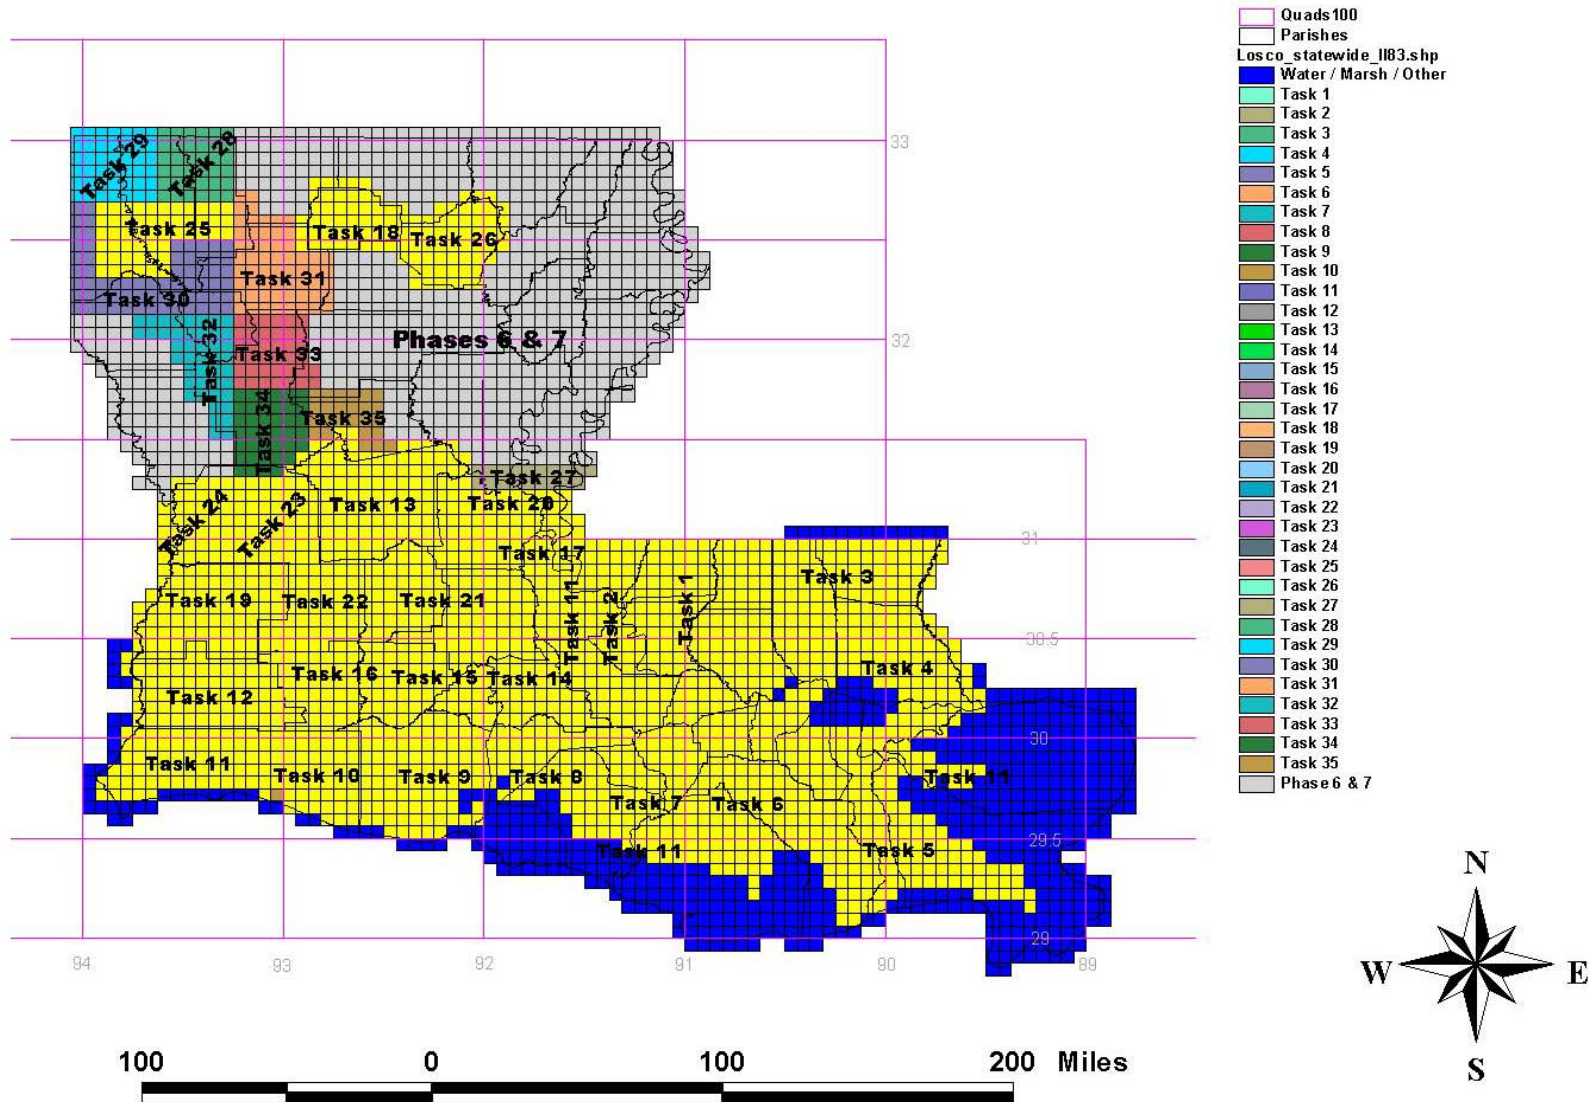 Quads100
Parishes
Losco_statewide_ll83.shp
Water / Marsh / Other
Task 1
Task 2
Task 3
Task 4
Task 5
Task 6
Task 7
Task 8
Task 9
Task 10
Task 11
Task 12
Task 13
Task 14
Task 15
Task 16
Task 17
Task 18
Task 19
Task 20
Task 21
Task 22
Task 23
Task 24
Task 25
Task 26
Task 27
Task 28
Task 29
Task 30
Task 31
Task 32
Task 33
Task 34
Task 35
Phase 6 & 7
33
Task 29
Task 28
Task 25
Task 18
Task 26
Task 31
Task 30
Phases 6 & 7
32
Task 32
Task 33
Task 34
Task 35
Task 27
Task 24
Task 23
Task 13
Task 20
31
Task 17
Task 3
Task 19
Task 22
Task 21
Task 11
Task 2
Task 1
30.5
Task 4
Task 16
Task 15
Task 14
Task 12
30
Task 11
Task 10
Task 9
Task 8
Task 11
Task 7
Task 6
29.5
Task 11
Task 5
29
94
93
92
91
90
89
N
W
E
S
100
0
100
200 Miles